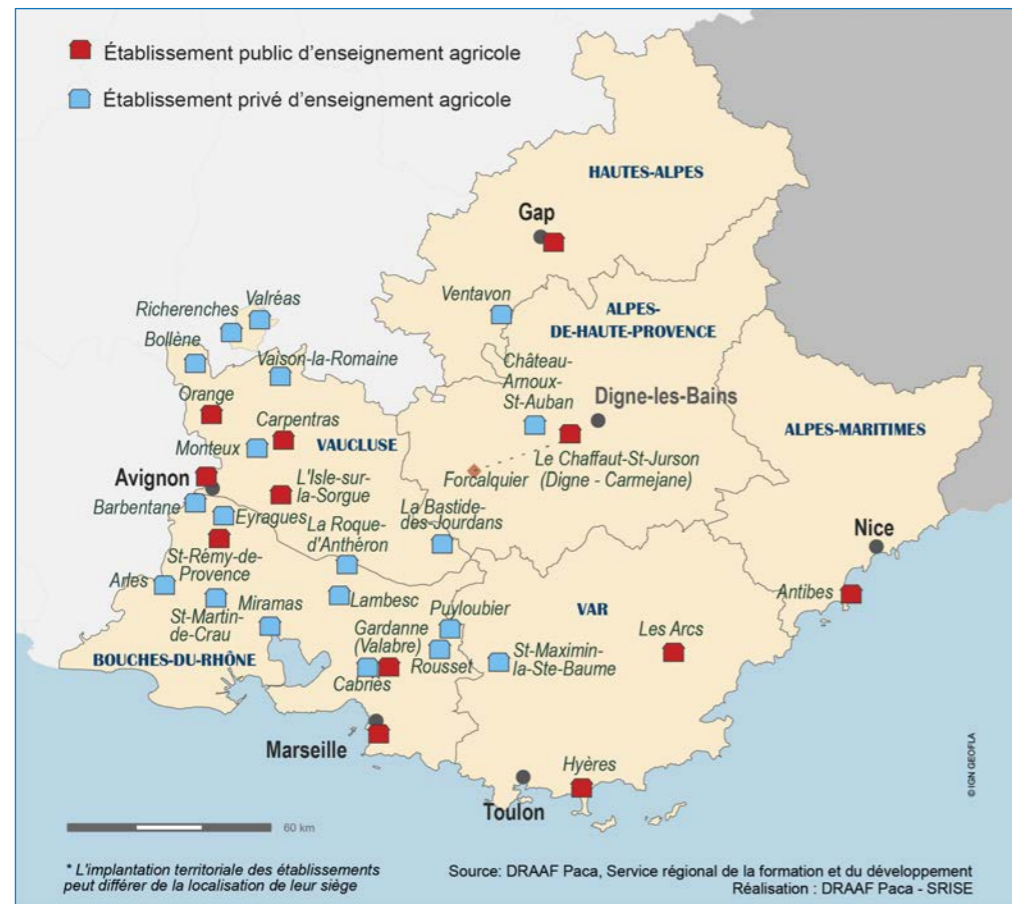 Établissement public d'enseignement agricole
Établissement privé d'enseignement agricole
HAUTES-ALPES
Gap
Ventavon
ALPES-
DE-HAUTE-PROVENCE
Richerenches
Valréas
Bollène
Vaison-la-Romaine
Château-
Arnoux-
St-Auban
Digne-les-Bains
Orange
Carpentras
Monteux
VAUCLUSE
ALPES-MARITIMES
Le Chaffaut-St-Jurson
(Digne - Carmejane)
Forcalquier
Avignon
L'Isle-sur-
la-Sorgue
Barbentane
Eyragues
La Bastide-
des-Jourdans
La Roque-
d'Anthéron
Nice
St-Rémy-de-
Provence
Arles
Antibes
St-Martin-
de-Crau
Miramas
Lambesc
Puyloubier
VAR
Gardanne
(Valabre)
Les Arcs
Rousset
St-Maximin-
la-Ste-Baume
BOUCHES-DU-RHÔNE
Cabriès
Marseille
Hyères
Toulon
© IGN GEOFLA
60 km
* L'implantation territoriale des établissements
peut différer de la localisation de leur siège
Source: DRAAF Paca, Service régional de la formation et du développement
Réalisation : DRAAF Paca - SRISE